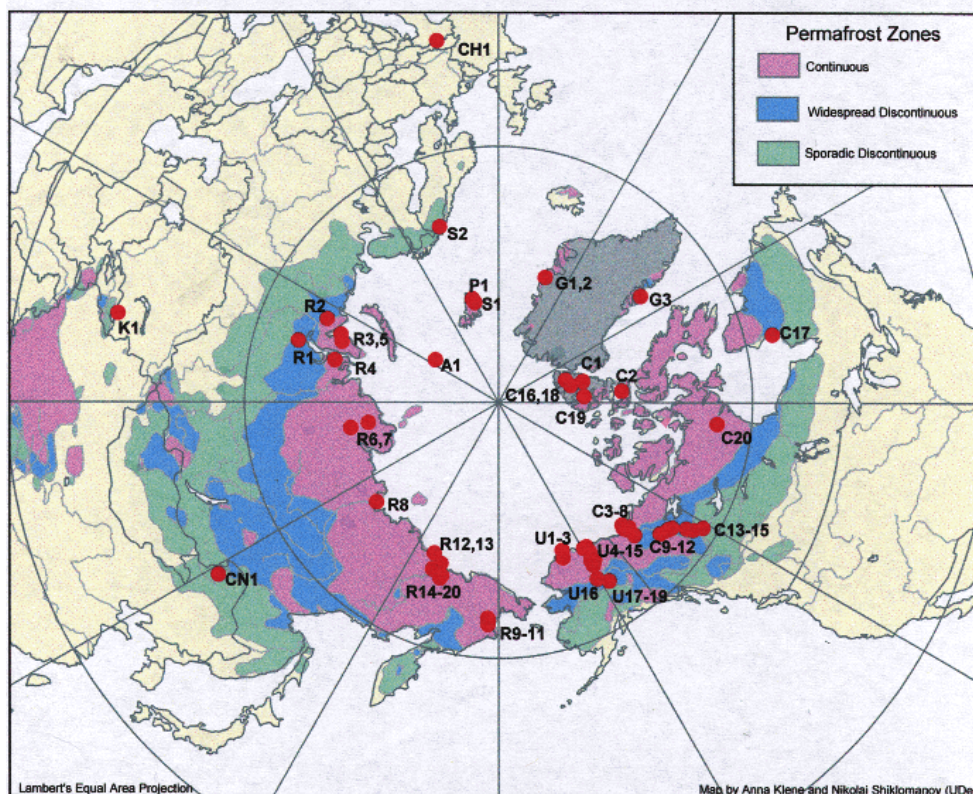 CH1
Permafrost Zones
Continuous
Widespread Discontinuous
Sporadic Discontinuous
S2
P1
S1
G1,2
G3
K1
R2
R3,5
R1
R4
A1
C1
C2
C17
C16,18
C19
C20
R6,7
R8
C3-8
C13-15
U1-3
U4-15
C9-12
R12,13
CN1
R14-20
U16
U17-19
R9-11
Lambert's Equal Area Projection
Map by Anna Klene and Nikolai Shiklomanov (UDe